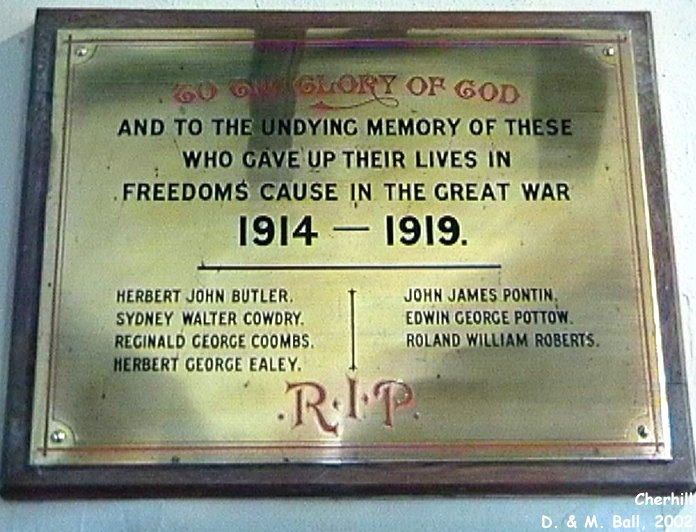 TO THE GLORY OF GOD
AND TO THE UNDYING MEMORY OF THESE
WHO GAVE UP THEIR LIVES IN
FREEDOMS CAUSE IN THE GREAT WAR
1914 — 1919.
HERBERT JOHN BUTLER.
SYDNEY WALTER COWDRY.
REGINALD GEORGE COOMBS.
HERBERT GEORGE EALEY.
JOHN JAMES PONTIN.
EDWIN GEORGE POTTOW.
ROLAND WILLIAM ROBERTS.
.R.I.P.
Cherhill
D. & M. Ball, 2002